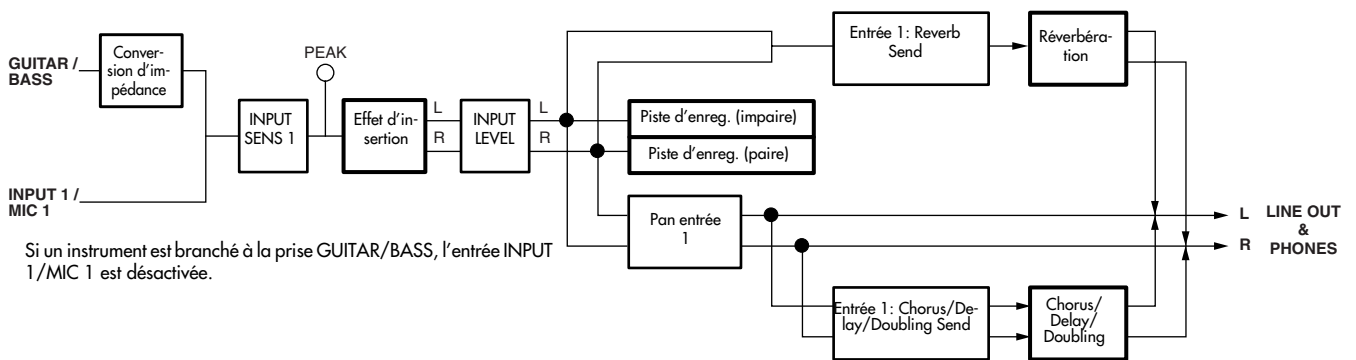 GUITAR /
BASS
Conver-
sion d'im-
pédance
PEAK
INPUT
SENS 1
Effet d'in-
sertion
L
R
INPUT
LEVEL
L
R
Entrée 1: Reverb
Send
Réverbéra-
tion
Piste d'enreg. (impaire)
Piste d'enreg. (paire)
INPUT 1 /
MIC 1
Pan entrée
1
L
R
LINE OUT
&
PHONES
Si un instrument est branché à la prise GUITAR/BASS, l'entrée INPUT
1/MIC 1 est désactivée.
Entrée 1: Chorus/De-
lay/Doubling Send
Chorus/
Delay/
Doubling